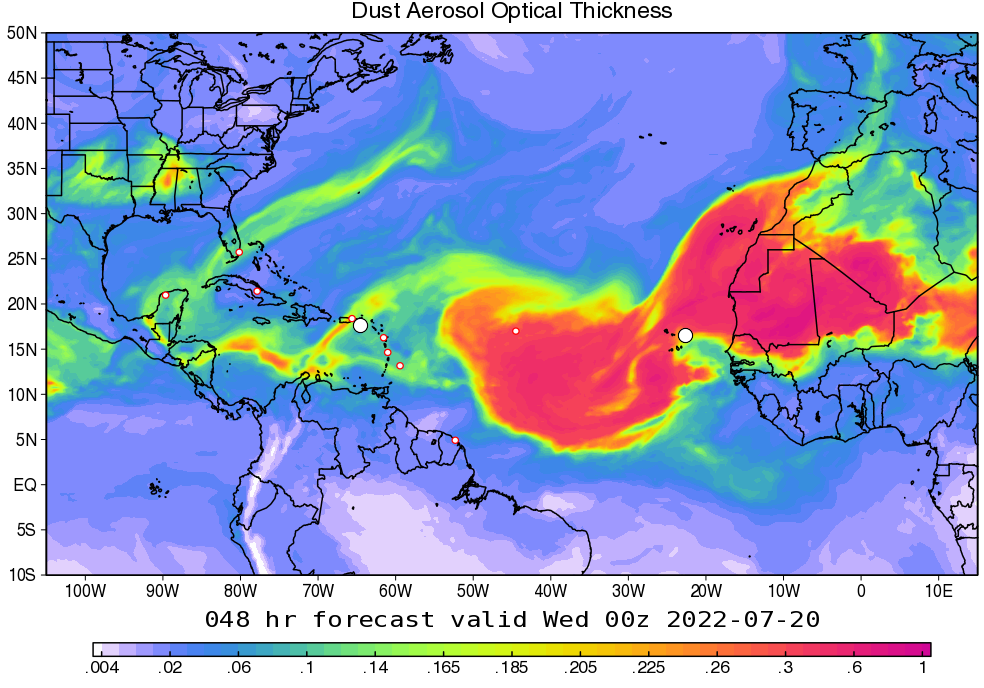 Dust Aerosol Optical Thickness
50N
45N
40N
35N
30N
25N
20N
15N
10N
5N
EQ
5S
10S
100W 90W 80W 70W 60W 50W 40W 30W 20W 10W 0 10E
048 hr forecast valid Wed 00z 2022-07-20
.004 .02 .06 .1 .14 .165 .185 .205 .225 .26 .3 .6 1